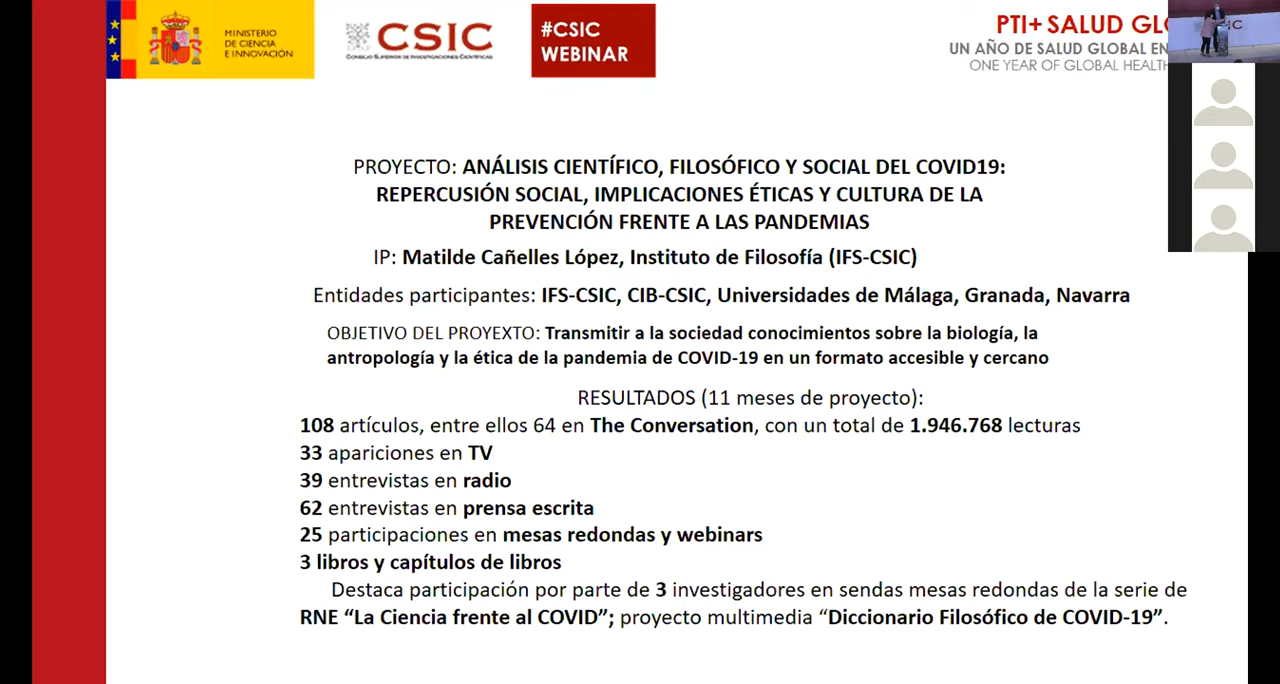 MINISTERIO
DE CIENCIA
E INNOVACIÓN
CSIC
CONSEJO SUPERIOR DE INVESTIGACIONES CIENTÍFICAS
#CSIC
WEBINAR
PTI+ SALUD
UN AÑO DE SALUD GLOBAL EN
ONE YEAR OF GLOBAL HEALTH
PROYECTO: ANÁLISIS CIENTÍFICO, FILOSÓFICO Y SOCIAL DEL COVID19:
REPERCUSIÓN SOCIAL, IMPLICACIONES ÉTICAS Y CULTURA DE LA
PREVENCIÓN FRENTE A LAS PANDEMIAS
IP: Matilde Cañelles López, Instituto de Filosofía (IFS-CSIC)
Entidades participantes: IFS-CSIC, CIB-CSIC, Universidades de Málaga, Granada, Navarra
OBJETIVO DEL PROYEXTO: Transmitir a la sociedad conocimientos sobre la biología, la
antropología y la ética de la pandemia de COVID-19 en un formato accesible y cercano
RESULTADOS (11 meses de proyecto):
108 artículos, entre ellos 64 en The Conversation, con un total de 1.946.768 lecturas
33 apariciones en TV
39 entrevistas en radio
62 entrevistas en prensa escrita
25 participaciones en mesas redondas y webinars
3 libros y capítulos de libros
Destaca participación por parte de 3 investigadores en sendas mesas redondas de la serie de
RNE “La Ciencia frente al COVID”; proyecto multimedia “Diccionario Filosófico de COVID-19”.